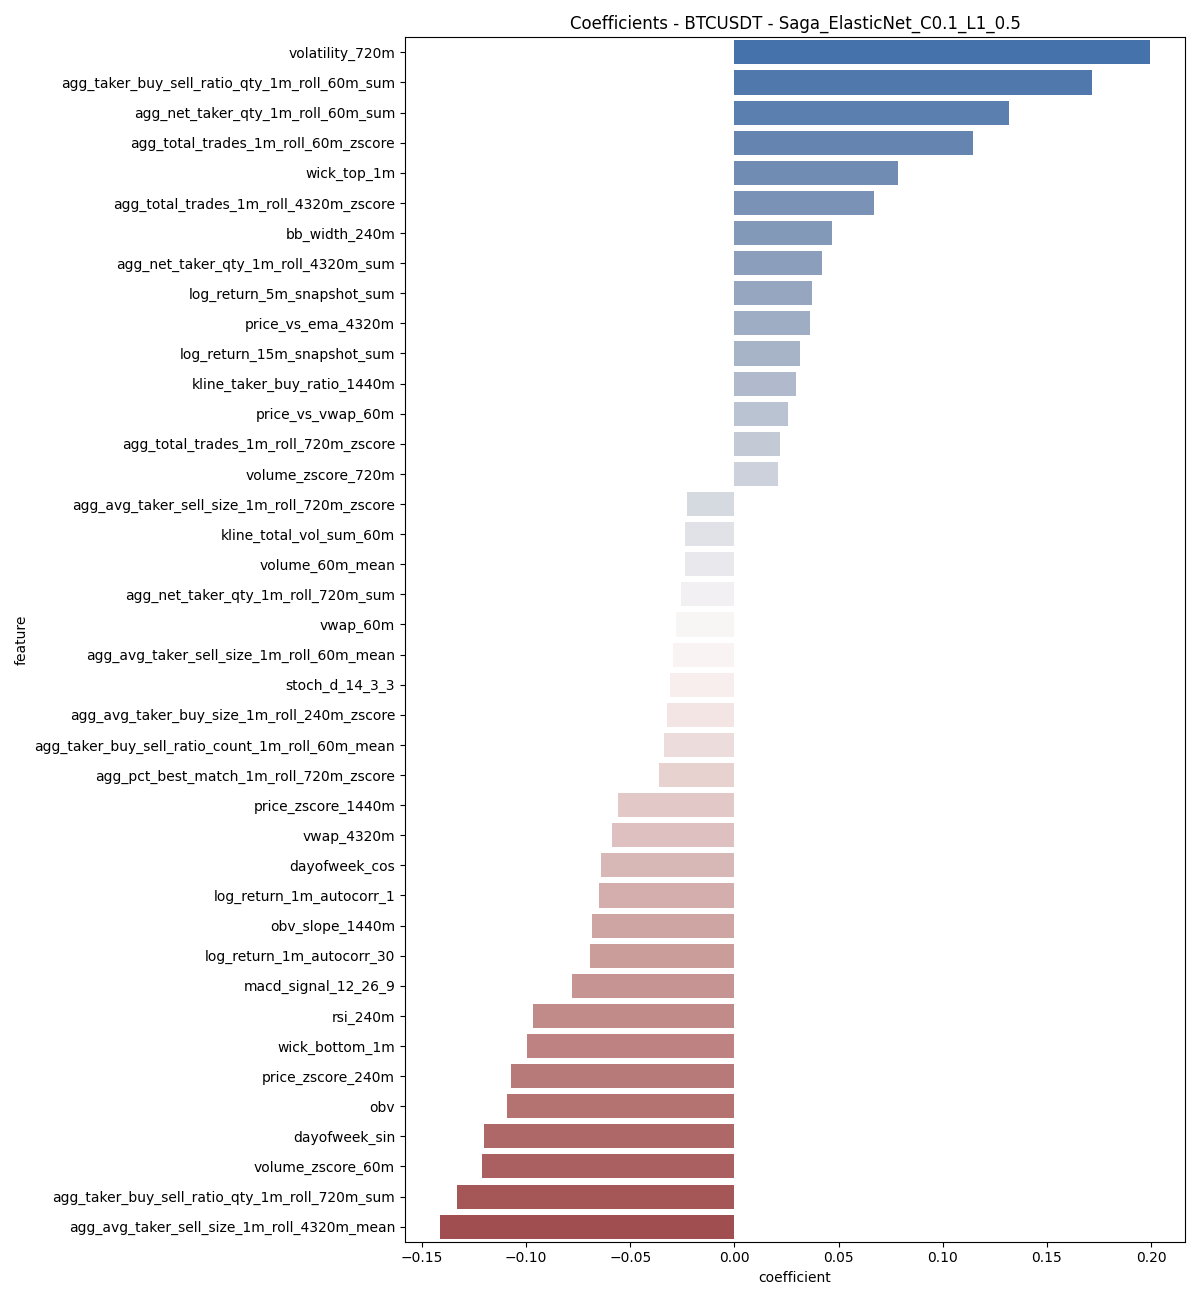 Coefficients - BTCUSDT - Saga_ElasticNet_C0.1_L1_0.5
feature
volatility_720m
agg_taker_buy_sell_ratio_qty_1m_roll_60m_sum
agg_net_taker_qty_1m_roll_60m_sum
agg_total_trades_1m_roll_60m_zscore
wick_top_1m
agg_total_trades_1m_roll_4320m_zscore
bb_width_240m
agg_net_taker_qty_1m_roll_4320m_sum
log_return_5m_snapshot_sum
price_vs_ema_4320m
log_return_15m_snapshot_sum
kline_taker_buy_ratio_1440m
price_vs_vwap_60m
agg_total_trades_1m_roll_720m_zscore
volume_zscore_720m
agg_avg_taker_sell_size_1m_roll_720m_zscore
kline_total_vol_sum_60m
volume_60m_mean
agg_net_taker_qty_1m_roll_720m_sum
vwap_60m
agg_avg_taker_sell_size_1m_roll_60m_mean
stoch_d_14_3_3
agg_avg_taker_buy_size_1m_roll_240m_zscore
agg_taker_buy_sell_ratio_count_1m_roll_60m_mean
agg_pct_best_match_1m_roll_720m_zscore
price_zscore_1440m
vwap_4320m
dayofweek_cos
log_return_1m_autocorr_1
obv_slope_1440m
log_return_1m_autocorr_30
macd_signal_12_26_9
rsi_240m
wick_bottom_1m
price_zscore_240m
obv
dayofweek_sin
volume_zscore_60m
agg_taker_buy_sell_ratio_qty_1m_roll_720m_sum
agg_avg_taker_sell_size_1m_roll_4320m_mean
−0.15 −0.10 −0.05 0.00 0.05 0.10 0.15 0.20
coefficient